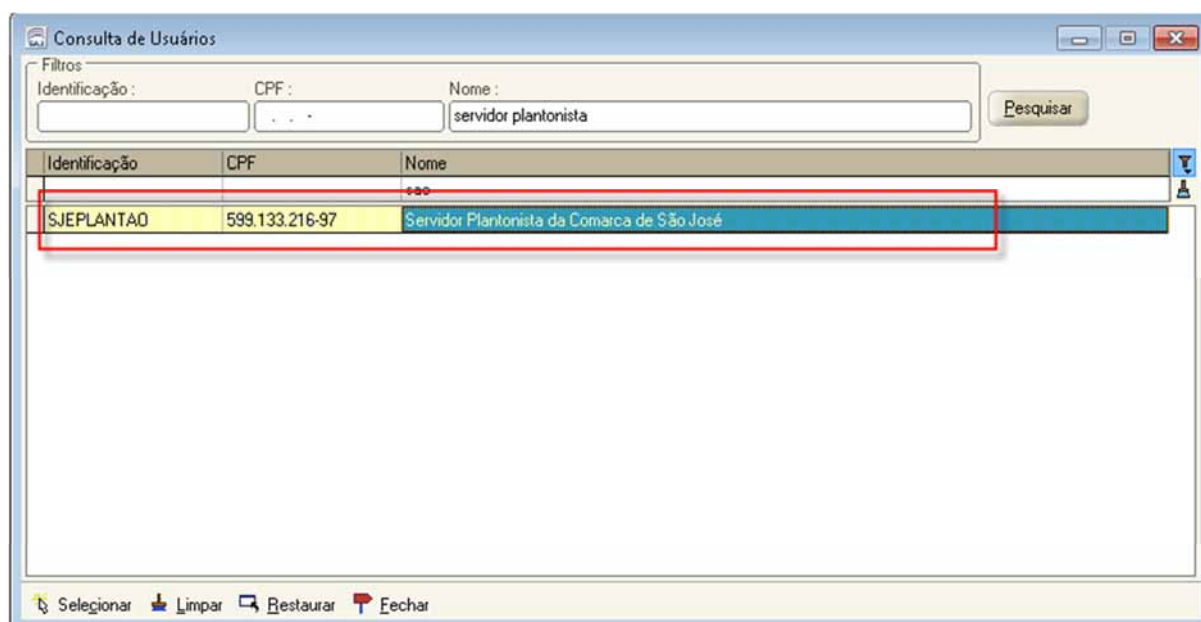 Consulta de Usuários
Filtros
Identificação : CPF : Nome :
. . - servidor plantonista Pesquisar
Identificação CPF Nome
sao
SJEPLANTAO 599.133.216-97 Servidor Plantonista da Comarca de São José
Selecionar Limpar Restaurar Fechar